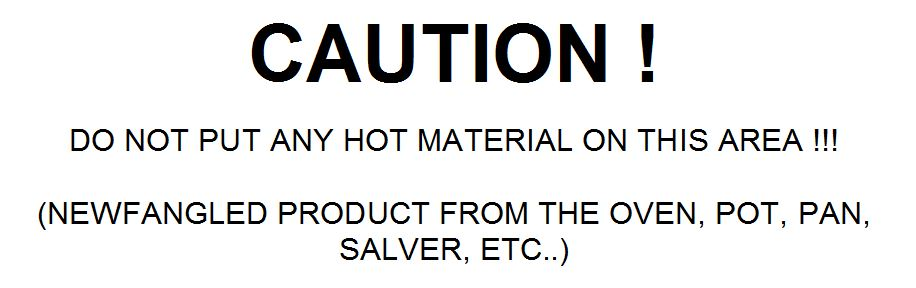 CAUTION !
DO NOT PUT ANY HOT MATERIAL ON THIS AREA !!!
(NEWFANGLED PRODUCT FROM THE OVEN, POT, PAN,
SALVER, ETC..)